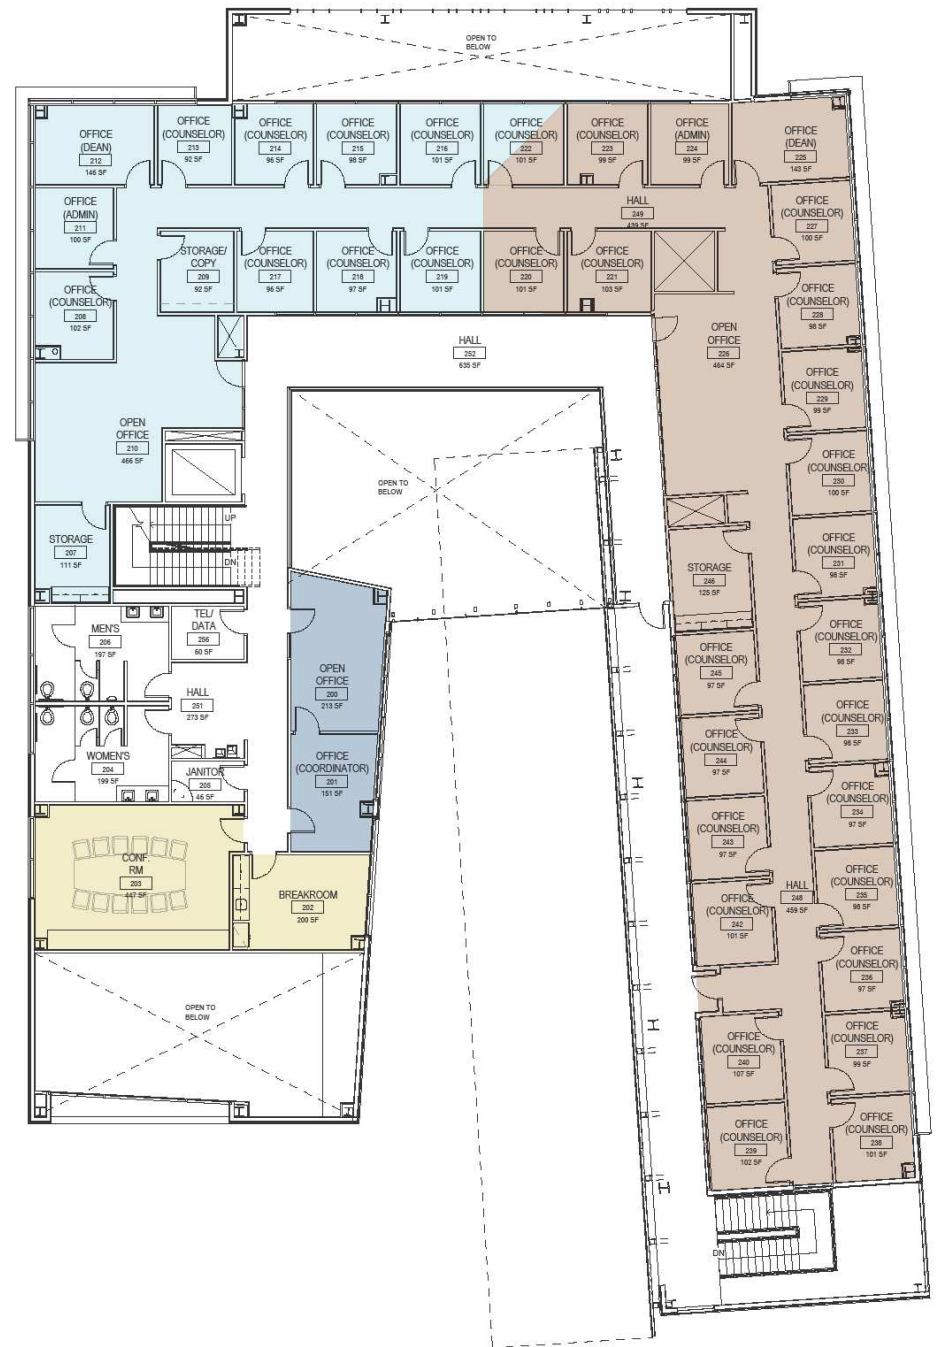 OPEN TO
BELOW
OFFICE
(DEAN)
212
146 SF
OFFICE
(COUNSELOR)
213
92 SF
OFFICE
(COUNSELOR)
214
96 SF
OFFICE
(COUNSELOR)
215
98 SF
OFFICE
(COUNSELOR)
216
101 SF
OFFICE
(COUNSELOR)
222
101 SF
OFFICE
(COUNSELOR)
223
99 SF
OFFICE
(ADMIN)
224
99 SF
OFFICE
(DEAN)
225
143 SF
OFFICE
(ADMIN)
211
100 SF
HALL
249
439 SF
OFFICE
(COUNSELOR)
227
100 SF
STORAGE/
COPY
209
92 SF
OFFICE
(COUNSELOR)
217
96 SF
OFFICE
(COUNSELOR)
218
97 SF
OFFICE
(COUNSELOR)
219
101 SF
OFFICE
(COUNSELOR)
220
101 SF
OFFICE
(COUNSELOR)
221
103 SF
OFFICE
(COUNSELOR)
208
102 SF
OFFICE
(COUNSELOR)
228
98 SF
HALL
252
635 SF
OPEN
OFFICE
226
464 SF
OFFICE
(COUNSELOR)
229
99 SF
OPEN
OFFICE
210
466 SF
OFFICE
(COUNSELOR)
230
100 SF
OPEN TO
BELOW
UP
DN
STORAGE
207
111 SF
OFFICE
(COUNSELOR)
231
98 SF
STORAGE
246
125 SF
MEN'S
206
197 SF
TEL/
DATA
256
60 SF
OFFICE
(COUNSELOR)
232
98 SF
OPEN
OFFICE
200
213 SF
OFFICE
(COUNSELOR)
245
97 SF
HALL
251
273 SF
OFFICE
(COUNSELOR)
233
98 SF
WOMEN'S
204
199 SF
JANITOR
205
46 SF
OFFICE
(COORDINATOR)
201
151 SF
OFFICE
(COUNSELOR)
244
97 SF
OFFICE
(COUNSELOR)
234
97 SF
OFFICE
(COUNSELOR)
243
97 SF
CONF.
RM
203
447 SF
BREAKROOM
202
200 SF
HALL
248
459 SF
OFFICE
(COUNSELOR)
235
98 SF
OFFICE
(COUNSELOR)
242
101 SF
OFFICE
(COUNSELOR)
236
97 SF
OPEN TO
BELOW
OFFICE
(COUNSELOR)
240
107 SF
OFFICE
(COUNSELOR)
237
99 SF
OFFICE
(COUNSELOR)
239
102 SF
OFFICE
(COUNSELOR)
238
101 SF
DN